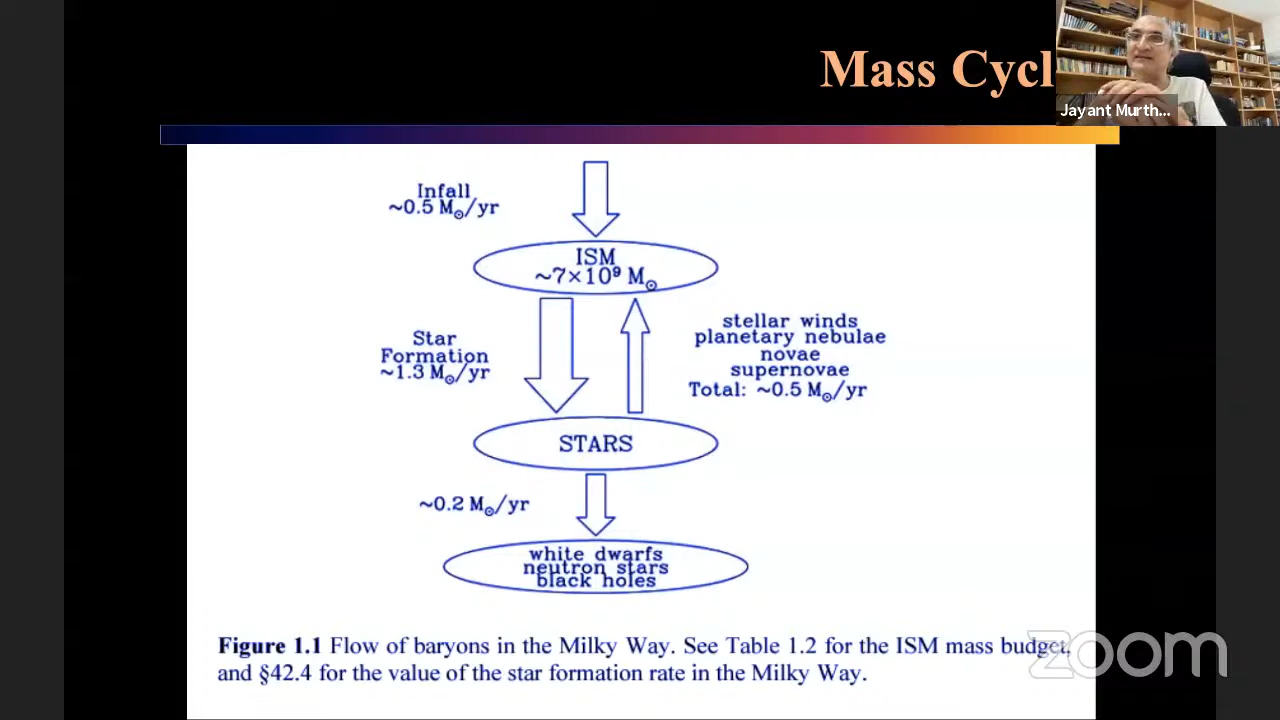 Mass Cycl
Jayant Murth...
Infall
~0.5 M☉/yr
ISM
~7×10⁹ M☉
Star
Formation
~1.3 M☉/yr
stellar winds
planetary nebulae
novae
supernovae
Total: ~0.5 M☉/yr
STARS
~0.2 M☉/yr
white dwarfs
neutron stars
black holes
Figure 1.1 Flow of baryons in the Milky Way. See Table 1.2 for the ISM mass budget,
and §42.4 for the value of the star formation rate in the Milky Way.
zoom